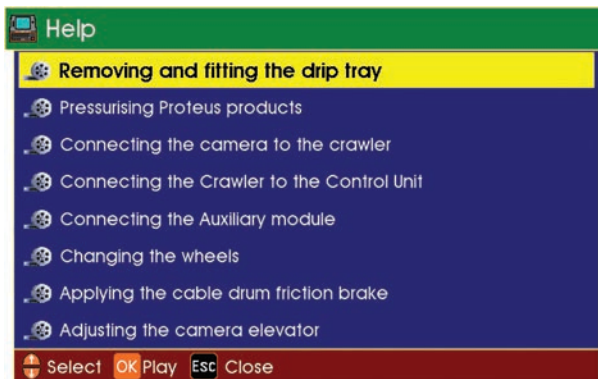 Help
Removing and fitting the drip tray
Pressurising Proteus products
Connecting the camera to the crawler
Connecting the Crawler to the Control Unit
Connecting the Auxiliary module
Changing the wheels
Applying the cable drum friction brake
Adjusting the camera elevator
Select OK Play Esc Close